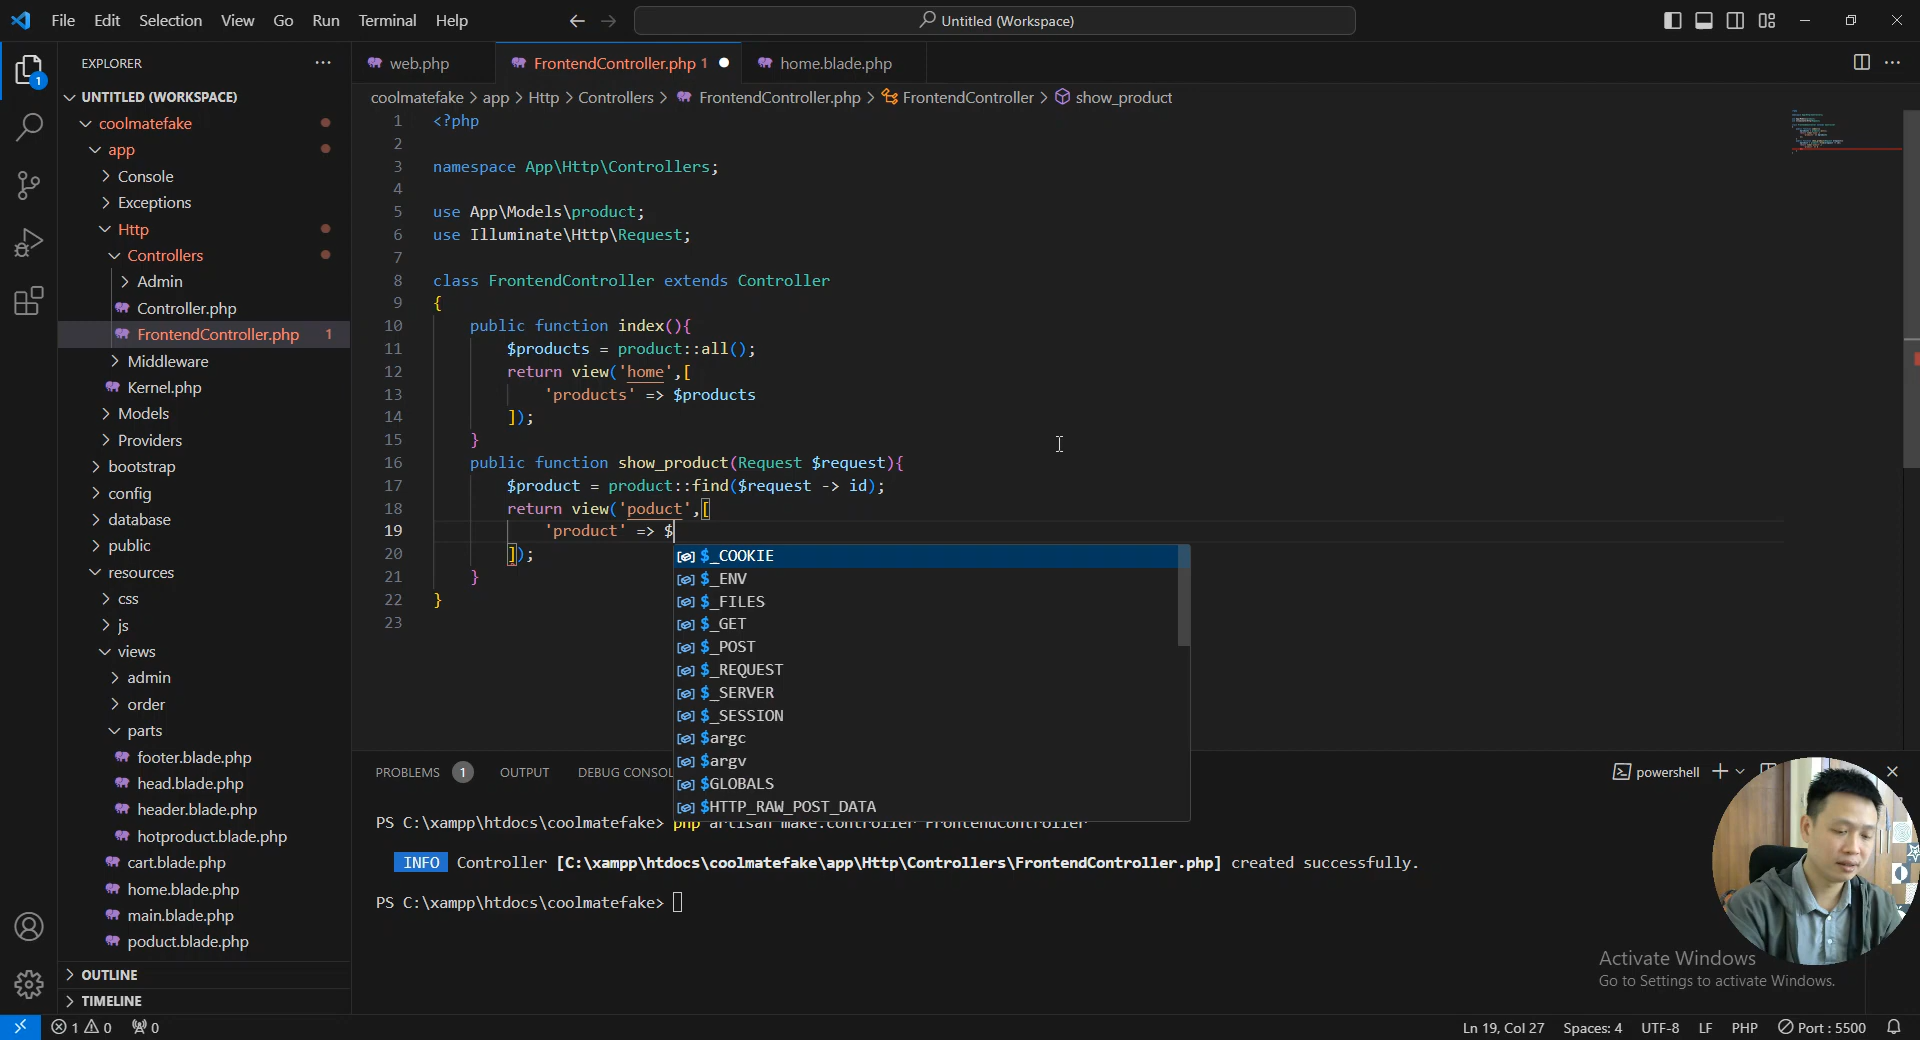 File Edit Selection View Go Run Terminal Help
Untitled (Workspace)
EXPLORER
web.php
FrontendController.php 1
home.blade.php
coolmatefake > app > Http > Controllers > FrontendController.php > FrontendController > show_product
UNTITLED (WORKSPACE)
coolmatefake
app
Console
Exceptions
Http
Controllers
Admin
Controller.php
FrontendController.php 1
Middleware
Kernel.php
Models
Providers
bootstrap
config
database
public
resources
css
js
views
admin
order
parts
footer.blade.php
head.blade.php
header.blade.php
hotproduct.blade.php
cart.blade.php
home.blade.php
main.blade.php
poduct.blade.php
OUTLINE
TIMELINE
1
1 <?php
2
3 namespace App\Http\Controllers;
4
5 use App\Models\product;
6 use Illuminate\Http\Request;
7
8 class FrontendController extends Controller
9 {
10 public function index(){
11 $products = product::all();
12 return view('home',[
13 'products' => $products
14 ]);
15 }
16 public function show_product(Request $request){
17 $product = product::find($request -> id);
18 return view('poduct',[
19 'product' => $
20 ]);
21 }
22 }
23
$_COOKIE
$_ENV
$_FILES
$_GET
$_POST
$_REQUEST
$_SERVER
$_SESSION
$argc
$argv
$GLOBALS
$HTTP_RAW_POST_DATA
PROBLEMS 1 OUTPUT DEBUG CONSOL
powershell
PS C:\xampp\htdocs\coolmatefake> php artisan make:controller FrontendController
INFO Controller [C:\xampp\htdocs\coolmatefake\app\Http\Controllers\FrontendController.php] created successfully.
PS C:\xampp\htdocs\coolmatefake>
Activate Windows
Go to Settings to activate Windows.
1 0 0
Ln 19, Col 27 Spaces: 4 UTF-8 LF PHP Port : 5500